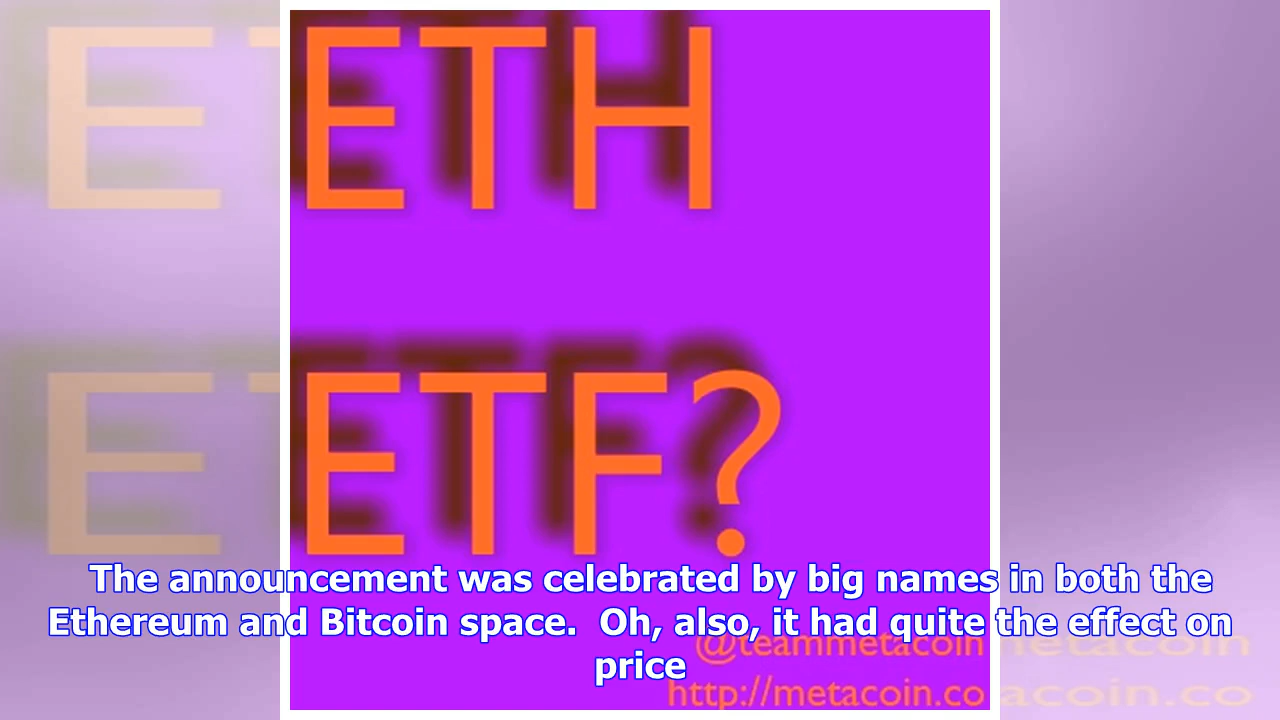 ETH
ETF?
The announcement was celebrated by big names in both the
Ethereum and Bitcoin space.  Oh, also, it had quite the effect on
price
@teammetacoin
http://metacoin.co